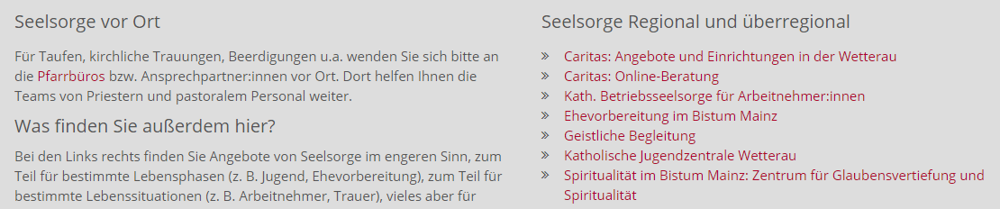 Seelsorge vor Ort
Für Taufen, kirchliche Trauungen, Beerdigungen u.a. wenden Sie sich bitte an
die Pfarrbüros bzw. Ansprechpartner:innen vor Ort. Dort helfen Ihnen die
Teams von Priestern und pastoralem Personal weiter.
Was finden Sie außerdem hier?
Bei den Links rechts finden Sie Angebote von Seelsorge im engeren Sinn, zum
Teil für bestimmte Lebensphasen (z. B. Jugend, Ehevorbereitung), zum Teil für
bestimmte Lebenssituationen (z. B. Arbeitnehmer, Trauer), vieles aber für
Seelsorge Regional und überregional
» Caritas: Angebote und Einrichtungen in der Wetterau
» Caritas: Online-Beratung
» Kath. Betriebsseelsorge für Arbeitnehmer:innen
» Ehevorbereitung im Bistum Mainz
» Geistliche Begleitung
» Katholische Jugendzentrale Wetterau
» Spiritualität im Bistum Mainz: Zentrum für Glaubensvertiefung und
Spiritualität